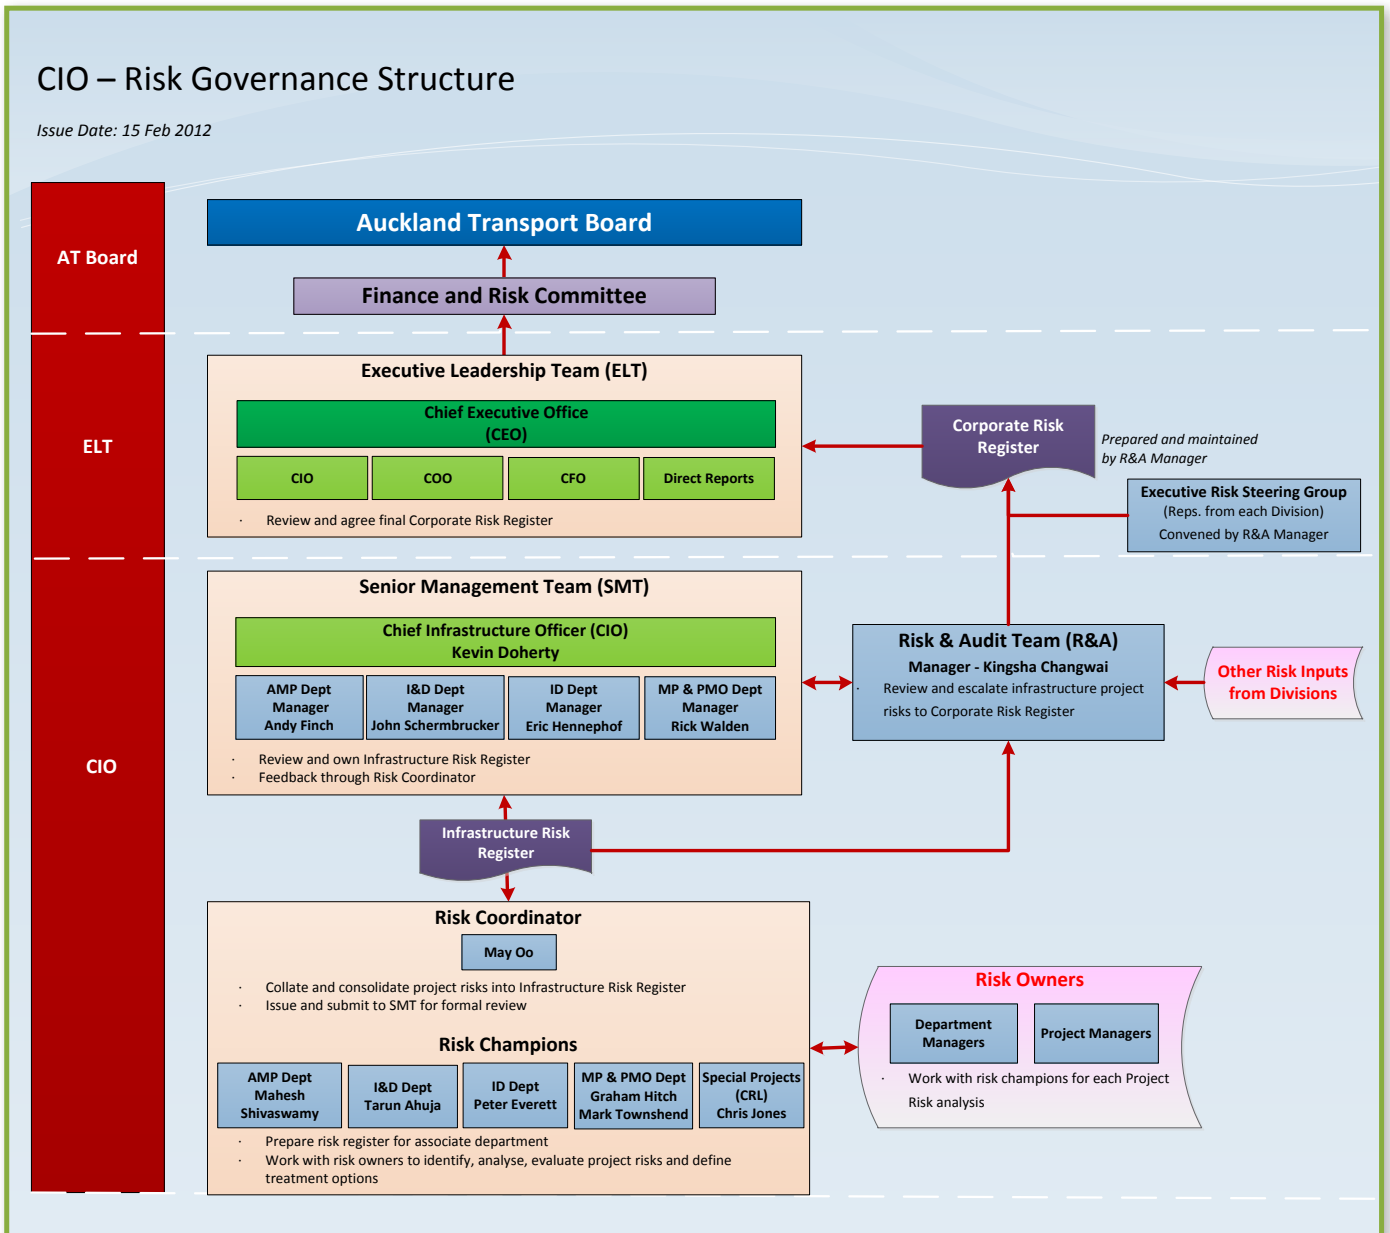 CIO – Risk Governance Structure
Issue Date: 15 Feb 2012
AT Board
Auckland Transport Board
Finance and Risk Committee
ELT
Executive Leadership Team (ELT)
Chief Executive Office
(CEO)
CIO
COO
CFO
Direct Reports
· Review and agree final Corporate Risk Register
Corporate Risk
Register
Prepared and maintained
by R&A Manager
Executive Risk Steering Group
(Reps. from each Division)
Convened by R&A Manager
CIO
Senior Management Team (SMT)
Chief Infrastructure Officer (CIO)
Kevin Doherty
AMP Dept
Manager
Andy Finch
I&D Dept
Manager
John Schermbrucker
ID Dept
Manager
Eric Hennephof
MP & PMO Dept
Manager
Rick Walden
· Review and own Infrastructure Risk Register
· Feedback through Risk Coordinator
Risk & Audit Team (R&A)
Manager - Kingsha Changwai
· Review and escalate infrastructure project
risks to Corporate Risk Register
Other Risk Inputs
from Divisions
Infrastructure Risk
Register
Risk Coordinator
May Oo
· Collate and consolidate project risks into Infrastructure Risk Register
· Issue and submit to SMT for formal review
Risk Champions
AMP Dept
Mahesh
Shivaswamy
I&D Dept
Tarun Ahuja
ID Dept
Peter Everett
MP & PMO Dept
Graham Hitch
Mark Townshend
Special Projects
(CRL)
Chris Jones
· Prepare risk register for associate department
· Work with risk owners to identify, analyse, evaluate project risks and define
treatment options
Risk Owners
Department
Managers
Project Managers
· Work with risk champions for each Project
Risk analysis